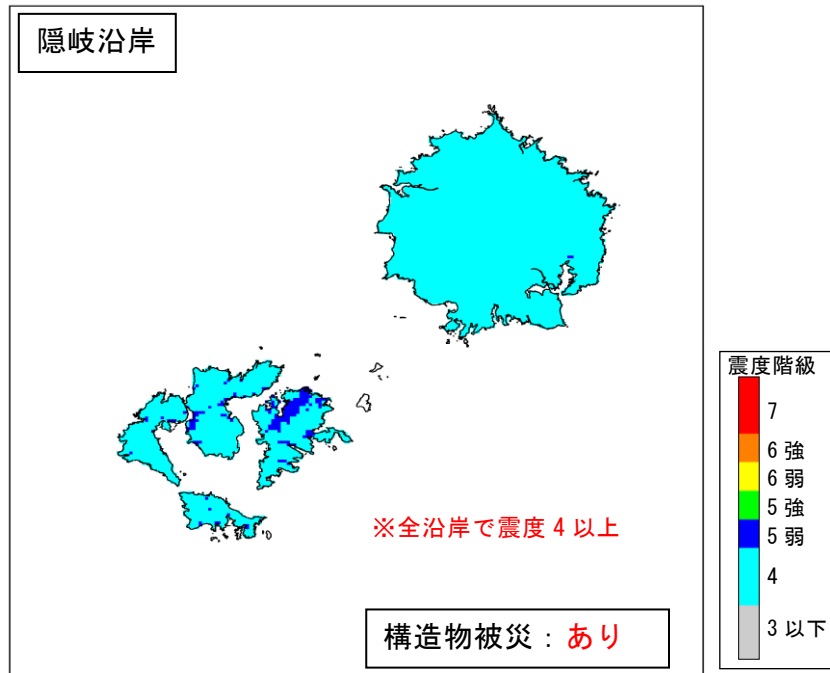 隠岐沿岸
※全沿岸で震度 4 以上
構造物被災：あり
震度階級
7
6 強
6 弱
5 強
5 弱
4
3 以下